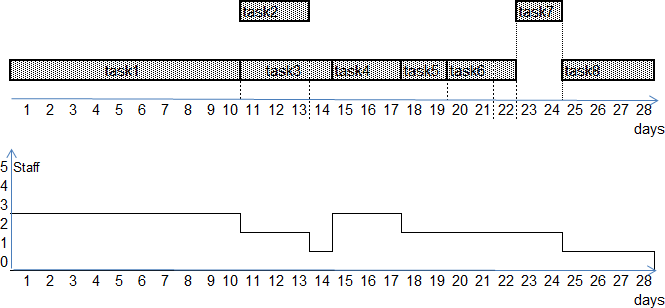 task2 task7
task1 task3 task4 task5 task6 task8
1 2 3 4 5 6 7 8 9 10 11 12 13 14 15 16 17 18 19 20 21 22 23 24 25 26 27 28
days
5 Staff
4
3
2
1
0
1 2 3 4 5 6 7 8 9 10 11 12 13 14 15 16 17 18 19 20 21 22 23 24 25 26 27 28
days